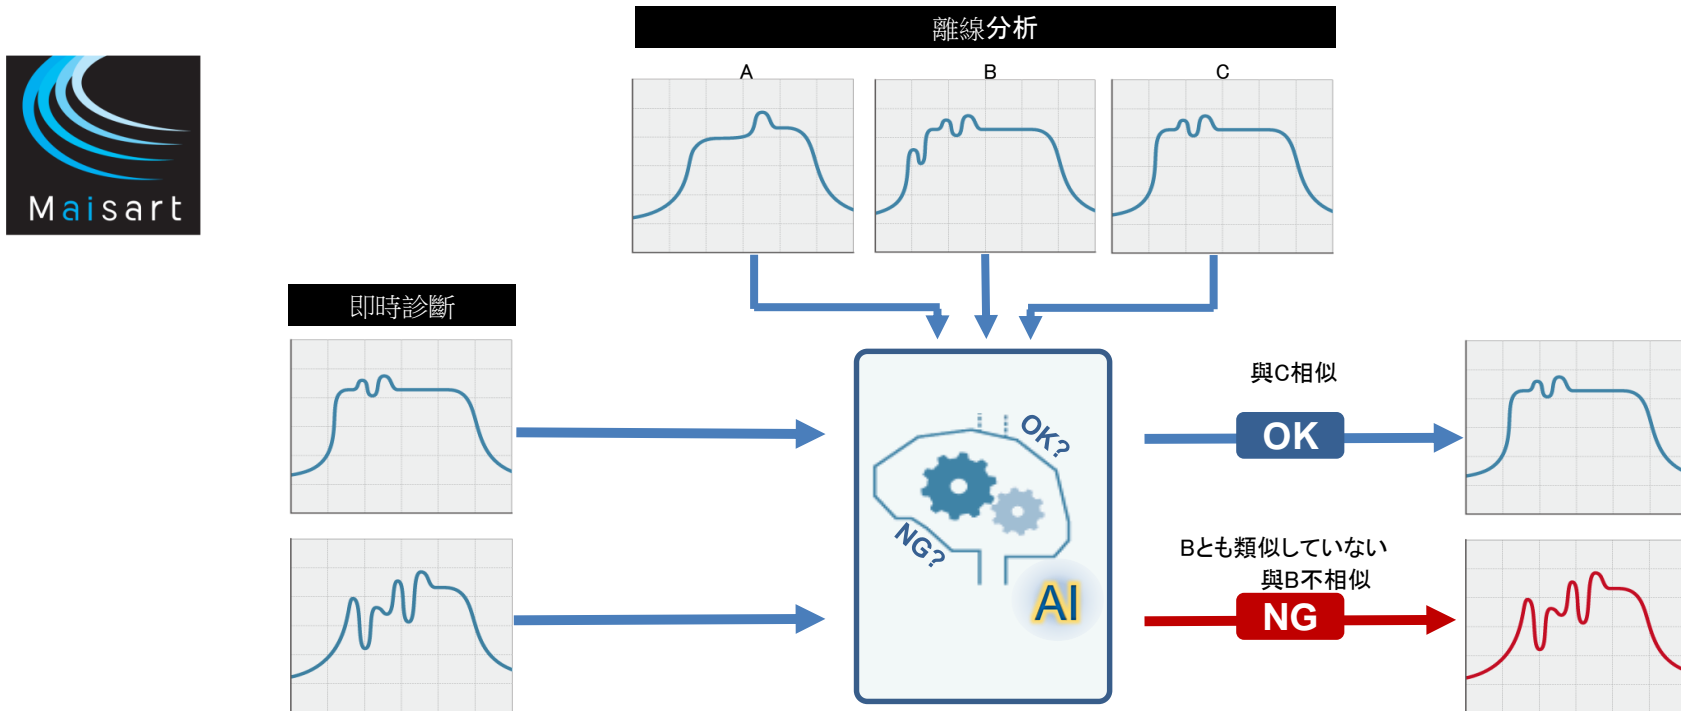 離線分析
A
B
C
Maisart
即時診斷
OK?
NG?
AI
與C相似
OK
Bとも類似していない
與B不相似
NG